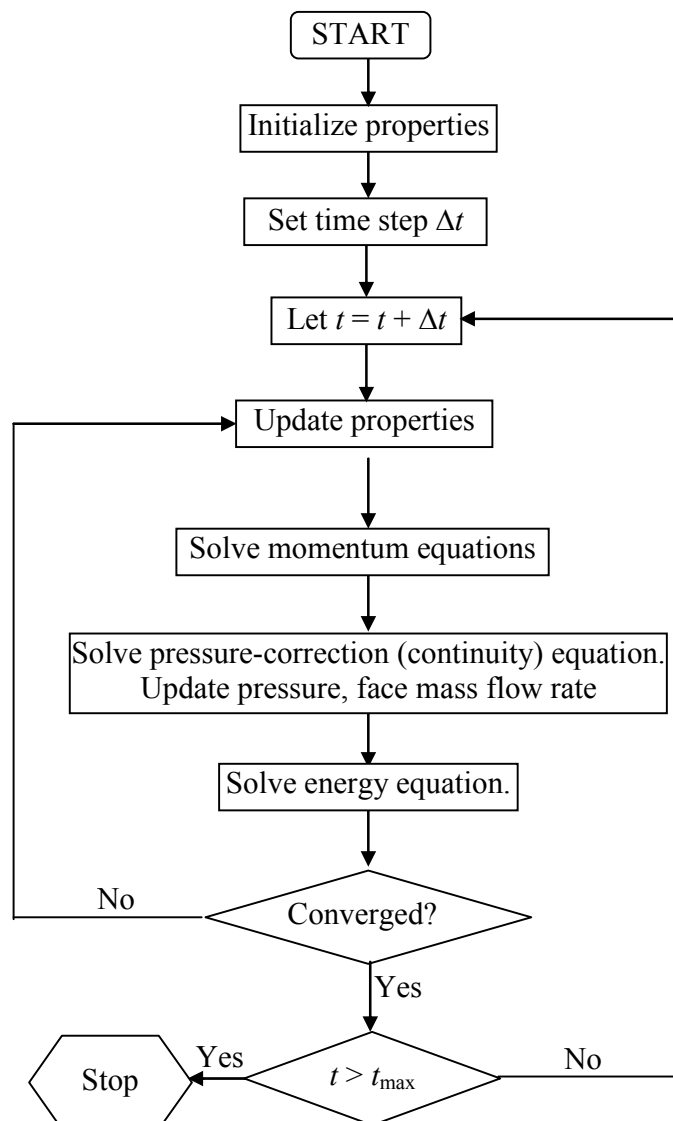 START
Initialize properties
Set time step Δt
Let t = t + Δt
Update properties
Solve momentum equations
Solve pressure-correction (continuity) equation.
Update pressure, face mass flow rate
Solve energy equation.
No
Converged?
Yes
Stop
Yes
t > tmax
No